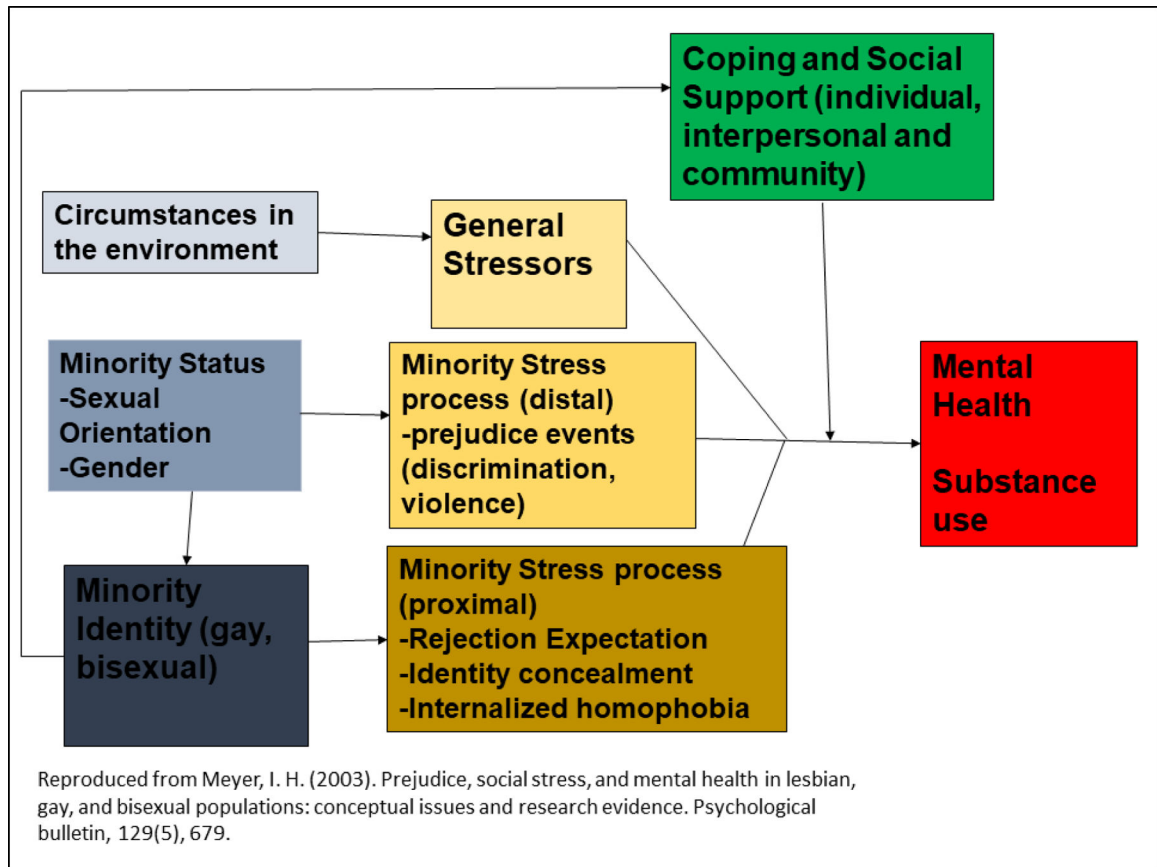 Coping and Social
Support (individual,
interpersonal and
community)
Circumstances in
the environment
General
Stressors
Minority Status
-Sexual
Orientation
-Gender
Minority Stress
process (distal)
-prejudice events
(discrimination,
violence)
Mental
Health
Substance
use
Minority
Identity (gay,
bisexual)
Minority Stress process
(proximal)
-Rejection Expectation
-Identity concealment
-Internalized homophobia
Reproduced from Meyer, I. H. (2003). Prejudice, social stress, and mental health in lesbian,
gay, and bisexual populations: conceptual issues and research evidence. Psychological
bulletin, 129(5), 679.